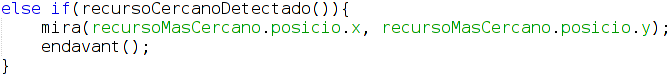 else if(recursoCercanoDetectado()){
    mira(recursoMasCercano.posicio.x, recursoMasCercano.posicio.y);
    endavant();
}